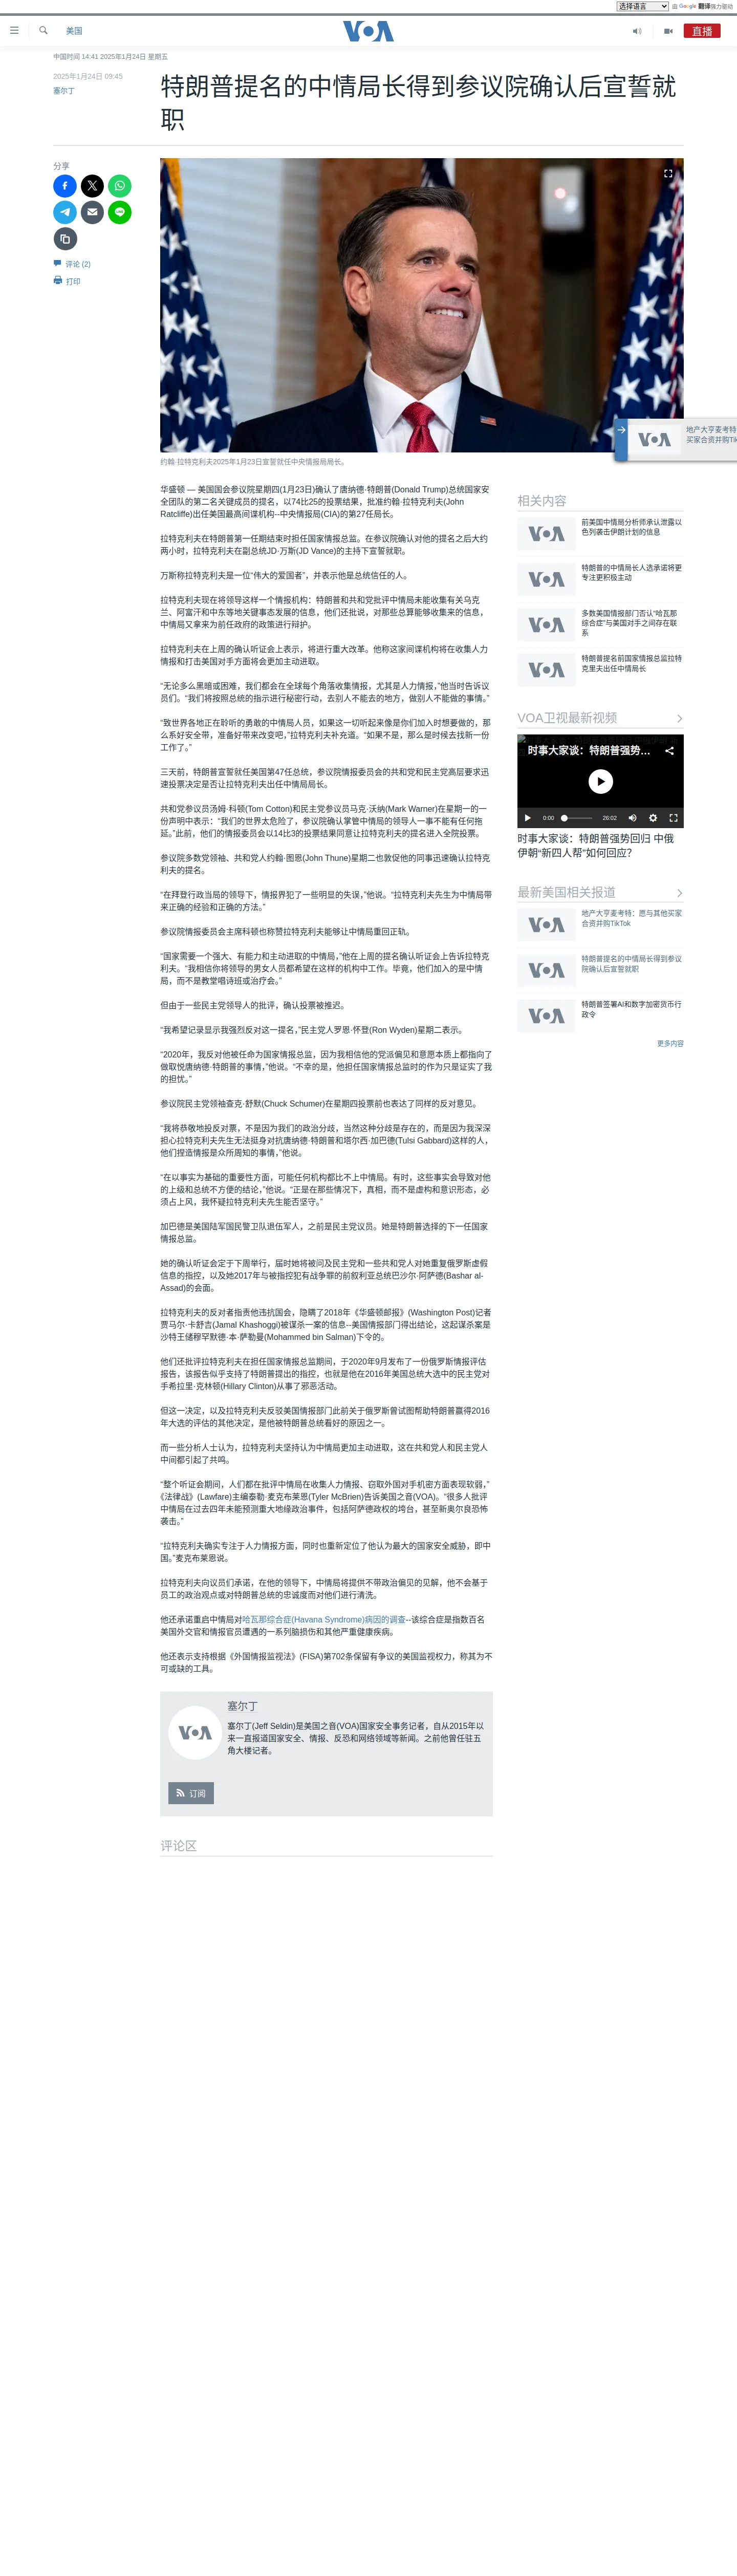 选择语言
由 Google 翻译强力驱动
美国
VOA
直播
中国时间 14:41 2025年1月24日 星期五
2025年1月24日 09:45
塞尔丁
特朗普提名的中情局长得到参议院确认后宣誓就
职
分享
评论 (2)
打印
约翰·拉特克利夫2025年1月23日宣誓就任中央情报局局长。
地产大亨麦考特
买家合资并购Tik
华盛顿 — 美国国会参议院星期四(1月23日)确认了唐纳德·特朗普(Donald Trump)总统国家安
全团队的第二名关键成员的提名，以74比25的投票结果，批准约翰·拉特克利夫(John
Ratcliffe)出任美国最高间谍机构--中央情报局(CIA)的第27任局长。
拉特克利夫在特朗普第一任期结束时担任国家情报总监。在参议院确认对他的提名之后大约
两小时，拉特克利夫在副总统JD·万斯(JD Vance)的主持下宣誓就职。
万斯称拉特克利夫是一位“伟大的爱国者”，并表示他是总统信任的人。
拉特克利夫现在将领导这样一个情报机构：特朗普和共和党批评中情局未能收集有关乌克
兰、阿富汗和中东等地关键事态发展的信息，他们还批说，对那些总算能够收集来的信息，
中情局又拿来为前任政府的政策进行辩护。
拉特克利夫在上周的确认听证会上表示，将进行重大改革。他称这家间谍机构将在收集人力
情报和打击美国对手方面将会更加主动进取。
“无论多么黑暗或困难，我们都会在全球每个角落收集情报，尤其是人力情报，”他当时告诉议
员们。“我们将按照总统的指示进行秘密行动，去别人不能去的地方，做别人不能做的事情。”
“致世界各地正在聆听的勇敢的中情局人员，如果这一切听起来像是你们加入时想要做的，那
么系好安全带，准备好带来改变吧，”拉特克利夫补充道。“如果不是，那么是时候去找新一份
工作了。”
三天前，特朗普宣誓就任美国第47任总统，参议院情报委员会的共和党和民主党高层要求迅
速投票决定是否让拉特克利夫出任中情局局长。
共和党参议员汤姆·科顿(Tom Cotton)和民主党参议员马克·沃纳(Mark Warner)在星期一的一
份声明中表示：“我们的世界太危险了，参议院确认掌管中情局的领导人一事不能有任何拖
延。”此前，他们的情报委员会以14比3的投票结果同意让拉特克利夫的提名进入全院投票。
参议院多数党领袖、共和党人约翰·图恩(John Thune)星期二也敦促他的同事迅速确认拉特克
利夫的提名。
“在拜登行政当局的领导下，情报界犯了一些明显的失误，”他说。“拉特克利夫先生为中情局带
来正确的经验和正确的方法。”
参议院情报委员会主席科顿也称赞拉特克利夫能够让中情局重回正轨。
“国家需要一个强大、有能力和主动进取的中情局，”他在上周的提名确认听证会上告诉拉特克
利夫。“我相信你将领导的男女人员都希望在这样的机构中工作。毕竟，他们加入的是中情
局，而不是教堂唱诗班或治疗会。”
但由于一些民主党领导人的批评，确认投票被推迟。
“我希望记录显示我强烈反对这一提名，”民主党人罗恩·怀登(Ron Wyden)星期二表示。
“2020年，我反对他被任命为国家情报总监，因为我相信他的党派偏见和意愿本质上都指向了
做取悦唐纳德·特朗普的事情，”他说。“不幸的是，他担任国家情报总监时的作为只是证实了我
的担忧。”
参议院民主党领袖查克·舒默(Chuck Schumer)在星期四投票前也表达了同样的反对意见。
“我将恭敬地投反对票，不是因为我们的政治分歧，当然这种分歧是存在的，而是因为我深深
担心拉特克利夫先生无法挺身对抗唐纳德·特朗普和塔尔西·加巴德(Tulsi Gabbard)这样的人，
他们捏造情报是众所周知的事情，”他说。
“在以事实为基础的重要性方面，可能任何机构都比不上中情局。有时，这些事实会导致对他
的上级和总统不方便的结论，”他说。“正是在那些情况下，真相，而不是虚构和意识形态，必
须占上风，我怀疑拉特克利夫先生能否坚守。”
加巴德是美国陆军国民警卫队退伍军人，之前是民主党议员。她是特朗普选择的下一任国家
情报总监。
她的确认听证会定于下周举行，届时她将被问及民主党和一些共和党人对她重复俄罗斯虚假
信息的指控，以及她2017年与被指控犯有战争罪的前叙利亚总统巴沙尔·阿萨德(Bashar al-
Assad)的会面。
拉特克利夫的反对者指责他违抗国会，隐瞒了2018年《华盛顿邮报》(Washington Post)记者
贾马尔·卡舒吉(Jamal Khashoggi)被谋杀一案的信息--美国情报部门得出结论，这起谋杀案是
沙特王储穆罕默德·本·萨勒曼(Mohammed bin Salman)下令的。
他们还批评拉特克利夫在担任国家情报总监期间，于2020年9月发布了一份俄罗斯情报评估
报告，该报告似乎支持了特朗普提出的指控，也就是他在2016年美国总统大选中的民主党对
手希拉里·克林顿(Hillary Clinton)从事了邪恶活动。
但这一决定，以及拉特克利夫反驳美国情报部门此前关于俄罗斯曾试图帮助特朗普赢得2016
年大选的评估的其他决定，是他被特朗普总统看好的原因之一。
而一些分析人士认为，拉特克利夫坚持认为中情局更加主动进取，这在共和党人和民主党人
中间都引起了共鸣。
“整个听证会期间，人们都在批评中情局在收集人力情报、窃取外国对手机密方面表现软弱，”
《法律战》(Lawfare)主编泰勒·麦克布莱恩(Tyler McBrien)告诉美国之音(VOA)。“很多人批评
中情局在过去四年未能预测重大地缘政治事件，包括阿萨德政权的垮台，甚至新奥尔良恐怖
袭击。”
“拉特克利夫确实专注于人力情报方面，同时也重新定位了他认为最大的国家安全威胁，即中
国。”麦克布莱恩说。
拉特克利夫向议员们承诺，在他的领导下，中情局将提供不带政治偏见的见解，他不会基于
员工的政治观点或对特朗普总统的忠诚度而对他们进行清洗。
他还承诺重启中情局对哈瓦那综合症(Havana Syndrome)病因的调查--该综合症是指数百名
美国外交官和情报官员遭遇的一系列脑损伤和其他严重健康疾病。
他还表示支持根据《外国情报监视法》(FISA)第702条保留有争议的美国监视权力，称其为不
可或缺的工具。
VOA
塞尔丁
塞尔丁(Jeff Seldin)是美国之音(VOA)国家安全事务记者，自从2015年以
来一直报道国家安全、情报、反恐和网络领域等新闻。之前他曾任驻五
角大楼记者。
订阅
评论区
相关内容
前美国中情局分析师承认泄露以
色列袭击伊朗计划的信息
特朗普的中情局长人选承诺将更
专注更积极主动
多数美国情报部门否认“哈瓦那
综合症”与美国对手之间存在联
系
特朗普提名前国家情报总监拉特
克里夫出任中情局长
VOA卫视最新视频
时事大家谈：特朗普强势...
0:00
26:02
时事大家谈：特朗普强势回归 中俄
伊朝“新四人帮”如何回应？
最新美国相关报道
地产大亨麦考特：愿与其他买家
合资并购TikTok
特朗普提名的中情局长得到参议
院确认后宣誓就职
特朗普签署AI和数字加密货币行
政令
更多内容